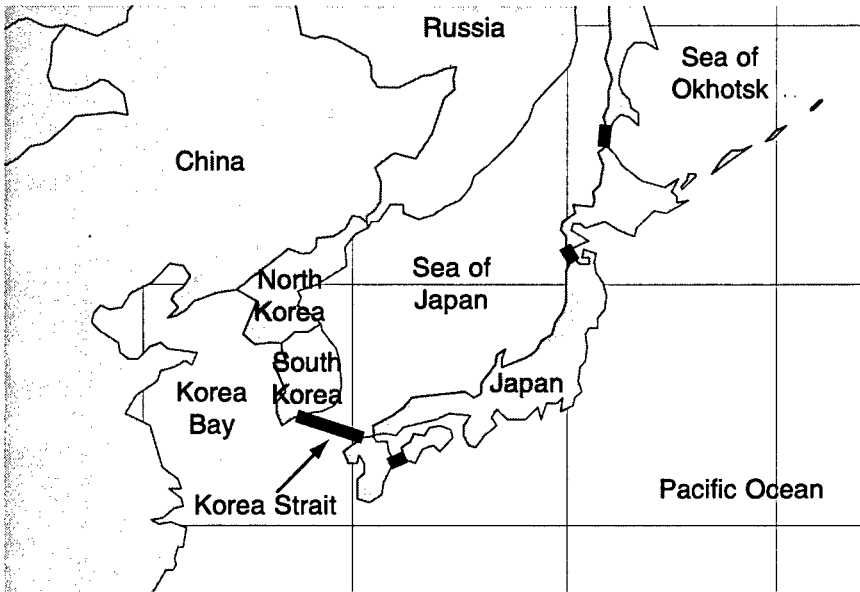 Russia
Sea of
Okhotsk
China
North
Korea
Sea of
Japan
South
Korea
Japan
Korea
Bay
Korea Strait
Pacific Ocean